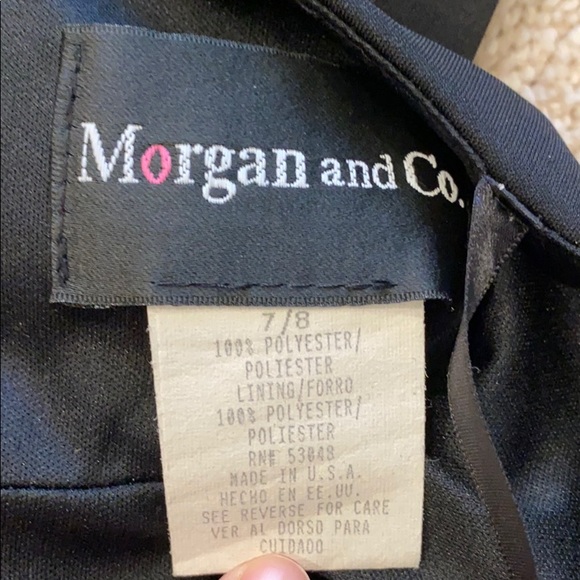 Morgan and Co.
7/8
100% POLYESTER/
POLIESTER
LINING/FORRO
100% POLYESTER/
POLIESTER
RN# 53048
MADE IN U.S.A.
HECHO EN EE.UU.
SEE REVERSE FOR CARE
VER AL DORSO PARA
CUIDADO